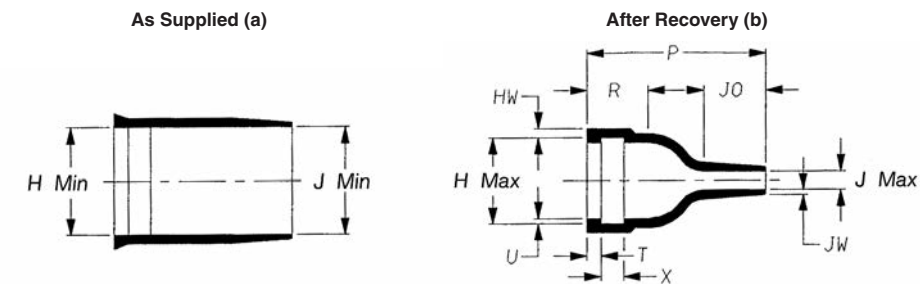 As Supplied (a)
After Recovery (b)
P
R
JO
HW
H Min
J Min
H Max
J Max
U
T
X
JW